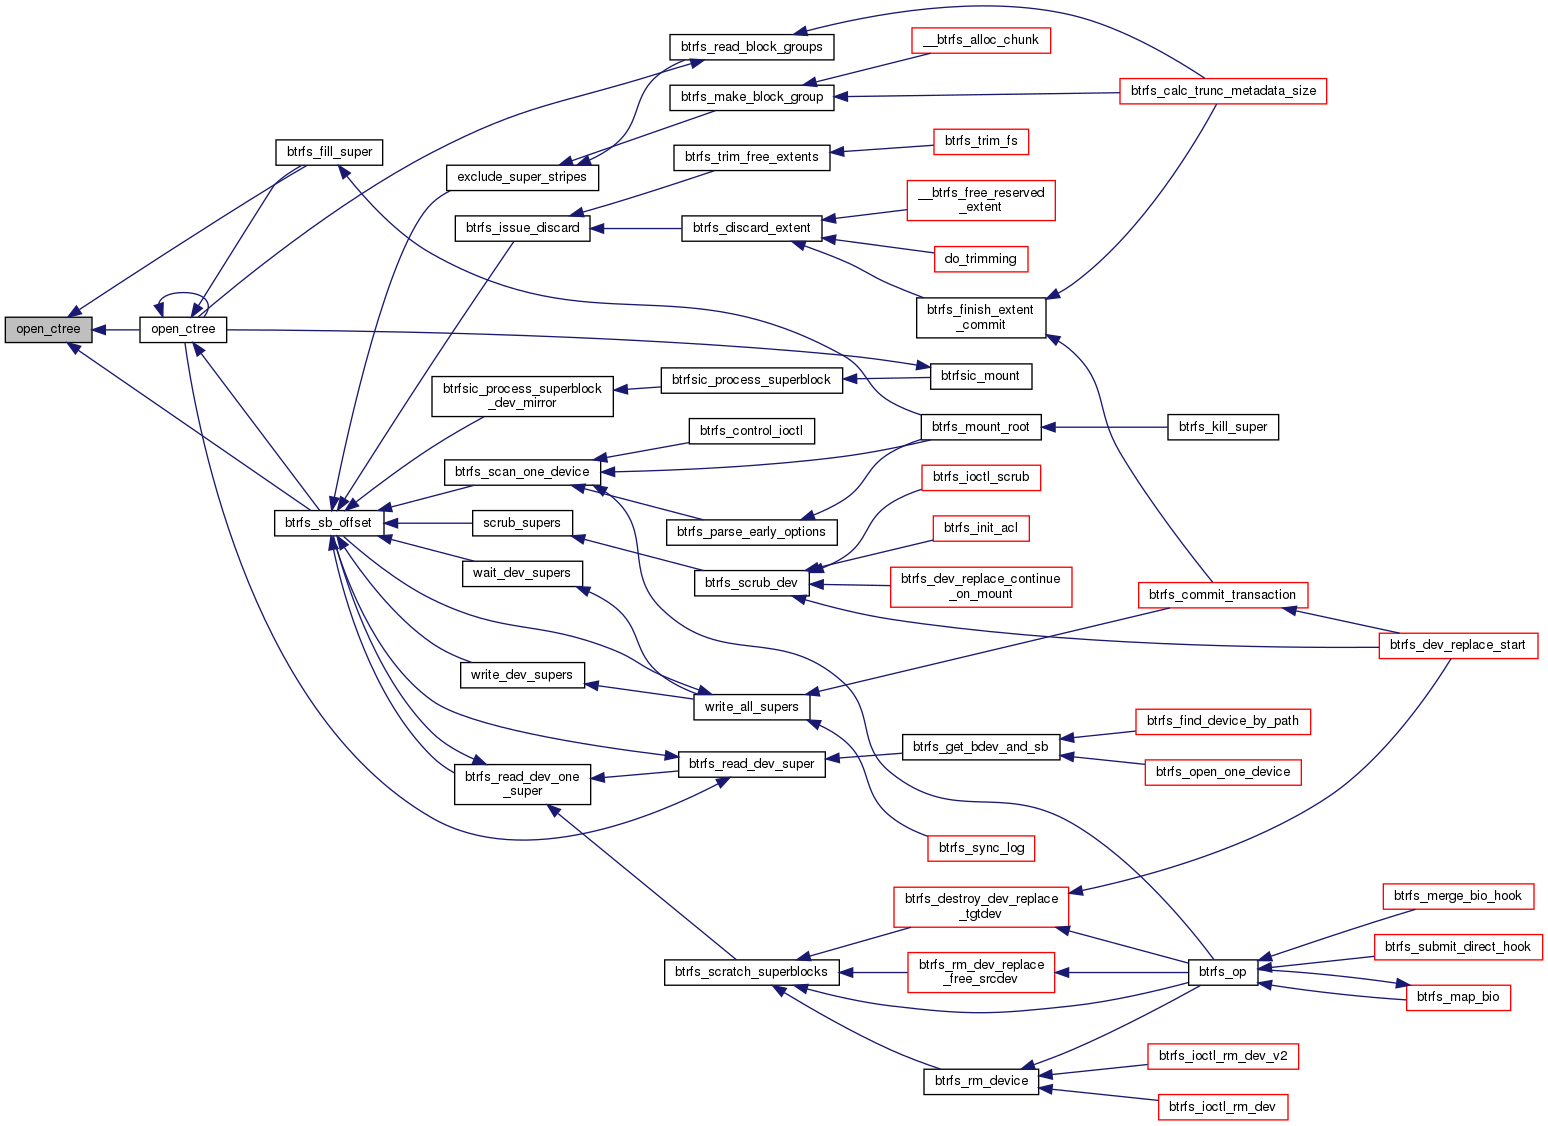 btrfs_read_block_groups
__btrfs_alloc_chunk
btrfs_calc_trunc_metadata_size
btrfs_make_block_group
btrfs_fill_super
btrfs_trim_free_extents
btrfs_trim_fs
exclude_super_stripes
__btrfs_free_reserved
_extent
btrfs_issue_discard
btrfs_discard_extent
do_trimming
open_ctree
open_ctree
btrfs_finish_extent
_commit
btrfsic_process_superblock
_dev_mirror
btrfsic_process_superblock
btrfsic_mount
btrfs_control_ioctl
btrfs_mount_root
btrfs_kill_super
btrfs_scan_one_device
btrfs_ioctl_scrub
btrfs_sb_offset
scrub_supers
btrfs_parse_early_options
btrfs_init_acl
wait_dev_supers
btrfs_scrub_dev
btrfs_dev_replace_continue
_on_mount
btrfs_commit_transaction
btrfs_dev_replace_start
write_dev_supers
write_all_supers
btrfs_find_device_by_path
btrfs_get_bdev_and_sb
btrfs_read_dev_super
btrfs_open_one_device
btrfs_read_dev_one
_super
btrfs_sync_log
btrfs_destroy_dev_replace
_tgtdev
btrfs_merge_bio_hook
btrfs_submit_direct_hook
btrfs_scratch_superblocks
btrfs_rm_dev_replace
_free_srcdev
btrfs_op
btrfs_map_bio
btrfs_ioctl_rm_dev_v2
btrfs_rm_device
btrfs_ioctl_rm_dev